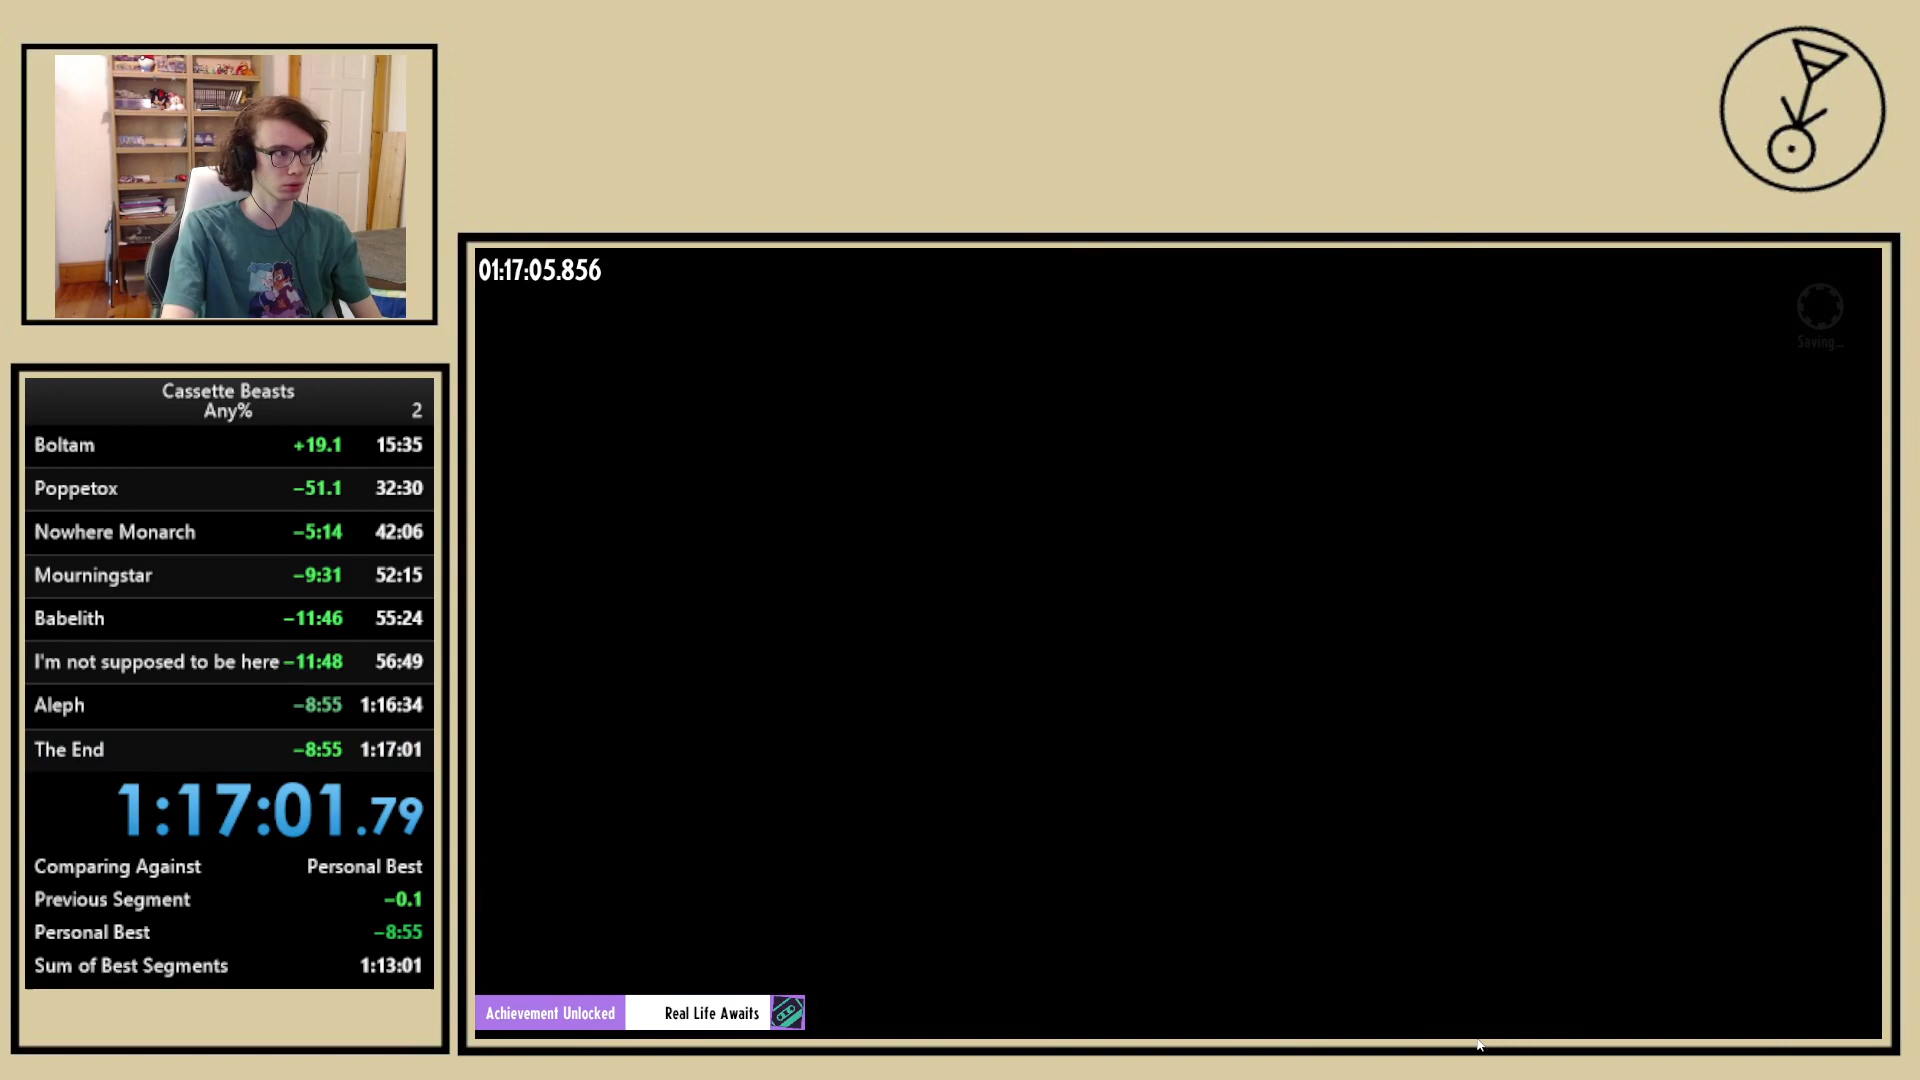 01:17:05.856
Saving...
Cassette Beasts
Any% 2
Boltam +19.1 15:35
Poppetox −51.1 32:30
Nowhere Monarch −5:14 42:06
Mourningstar −9:31 52:15
Babelith −11:46 55:24
I'm not supposed to be here −11:48 56:49
Aleph −8:55 1:16:34
The End −8:55 1:17:01
1:17:01.79
Comparing Against Personal Best
Previous Segment −0.1
Personal Best −8:55
Sum of Best Segments 1:13:01
Achievement Unlocked Real Life Awaits